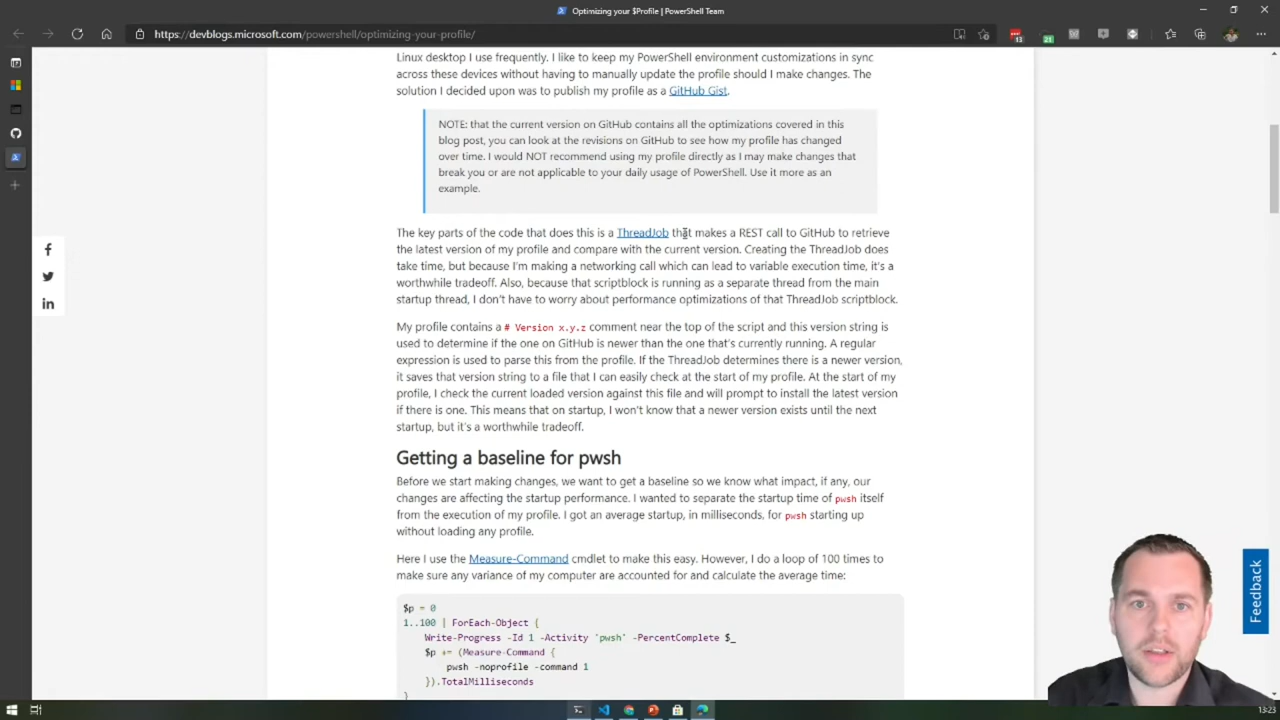 Optimizing your $Profile | PowerShell Team
https://devblogs.microsoft.com/powershell/optimizing-your-profile/
13
21
Linux desktop I use frequently. I like to keep my PowerShell environment customizations in sync
across these devices without having to manually update the profile should I make changes. The
solution I decided upon was to publish my profile as a GitHub Gist.
NOTE: that the current version on GitHub contains all the optimizations covered in this
blog post, you can look at the revisions on GitHub to see how my profile has changed
over time. I would NOT recommend using my profile directly as I may make changes that
break you or are not applicable to your daily usage of PowerShell. Use it more as an
example.
The key parts of the code that does this is a ThreadJob that makes a REST call to GitHub to retrieve
the latest version of my profile and compare with the current version. Creating the ThreadJob does
take time, but because I'm making a networking call which can lead to variable execution time, it's a
worthwhile tradeoff. Also, because that scriptblock is running as a separate thread from the main
startup thread, I don't have to worry about performance optimizations of that ThreadJob scriptblock.
My profile contains a # Version x.y.z comment near the top of the script and this version string is
used to determine if the one on GitHub is newer than the one that's currently running. A regular
expression is used to parse this from the profile. If the ThreadJob determines there is a newer version,
it saves that version string to a file that I can easily check at the start of my profile. At the start of my
profile, I check the current loaded version against this file and will prompt to install the latest version
if there is one. This means that on startup, I won't know that a newer version exists until the next
startup, but it's a worthwhile tradeoff.
Getting a baseline for pwsh
Before we start making changes, we want to get a baseline so we know what impact, if any, our
changes are affecting the startup performance. I wanted to separate the startup time of pwsh itself
from the execution of my profile. I got an average startup, in milliseconds, for pwsh starting up
without loading any profile.
Here I use the Measure-Command cmdlet to make this easy. However, I do a loop of 100 times to
make sure any variance of my computer are accounted for and calculate the average time:
$p = 0
1..100 | ForEach-Object {
Write-Progress -Id 1 -Activity 'pwsh' -PercentComplete $_
$p += (Measure-Command {
pwsh -noprofile -command 1
}).TotalMilliseconds
}
Feedback
13:23